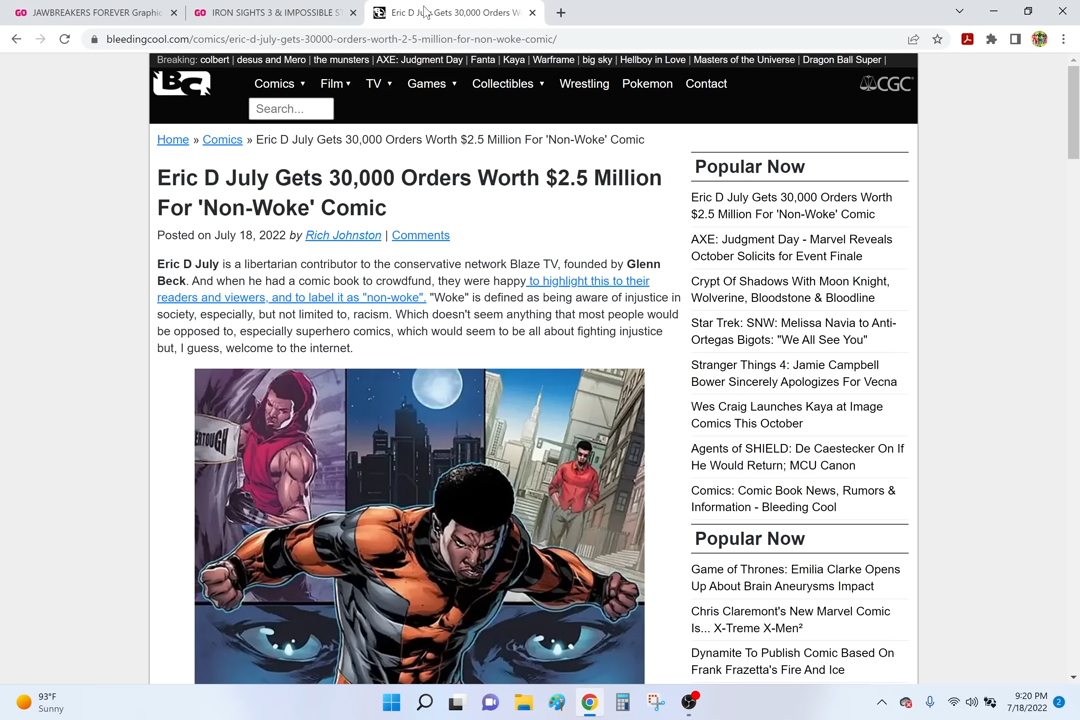 JAWBREAKERS FOREVER Graphic
IRON SIGHTS 3 & IMPOSSIBLE S
Eric D July Gets 30,000 Orders W
bleedingcool.com/comics/eric-d-july-gets-30000-orders-worth-2-5-million-for-non-woke-comic/
Breaking: colbert | desus and Mero | the munsters | AXE: Judgment Day | Fanta | Kaya | Warframe | big sky | Hellboy in Love | Masters of the Universe | Dragon Ball Super |
BC
Comics Film TV Games Collectibles Wrestling Pokemon Contact
CGC
Search...
Home » Comics » Eric D July Gets 30,000 Orders Worth $2.5 Million For 'Non-Woke' Comic
Eric D July Gets 30,000 Orders Worth $2.5 Million
For 'Non-Woke' Comic
Posted on July 18, 2022 by Rich Johnston | Comments
Eric D July is a libertarian contributor to the conservative network Blaze TV, founded by Glenn
Beck. And when he had a comic book to crowdfund, they were happy to highlight this to their
readers and viewers, and to label it as "non-woke". "Woke" is defined as being aware of injustice in
society, especially, but not limited to, racism. Which doesn't seem anything that most people would
be opposed to, especially superhero comics, which would seem to be all about fighting injustice
but, I guess, welcome to the internet.
ERTOUGH
Popular Now
Eric D July Gets 30,000 Orders Worth
$2.5 Million For 'Non-Woke' Comic
AXE: Judgment Day - Marvel Reveals
October Solicits for Event Finale
Crypt Of Shadows With Moon Knight,
Wolverine, Bloodstone & Bloodline
Star Trek: SNW: Melissa Navia to Anti-
Ortegas Bigots: "We All See You"
Stranger Things 4: Jamie Campbell
Bower Sincerely Apologizes For Vecna
Wes Craig Launches Kaya at Image
Comics This October
Agents of SHIELD: De Caestecker On If
He Would Return; MCU Canon
Comics: Comic Book News, Rumors &
Information - Bleeding Cool
Popular Now
Game of Thrones: Emilia Clarke Opens
Up About Brain Aneurysms Impact
Chris Claremont's New Marvel Comic
Is... X-Treme X-Men²
Dynamite To Publish Comic Based On
Frank Frazetta's Fire And Ice
93°F
Sunny
9:20 PM
7/18/2022
2